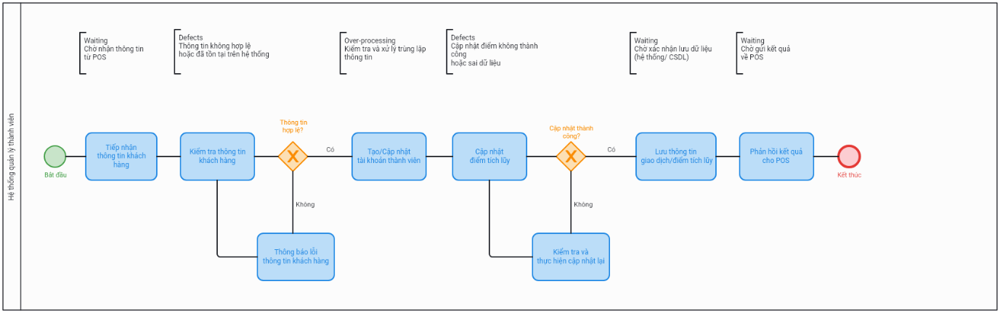 Hệ thống quản lý thành viên
Waiting
Chờ nhận thông tin
từ POS
Defects
Thông tin không hợp lệ
hoặc đã tồn tại trên hệ thống
Over-processing
Kiểm tra và xử lý trùng lặp
thông tin
Defects
Cập nhật điểm không thành
công
hoặc sai dữ liệu
Waiting
Chờ xác nhận lưu dữ liệu
(hệ thống/ CSDL)
Waiting
Chờ gửi kết quả
về POS
Bắt đầu
Tiếp nhận
thông tin khách
hàng
Kiểm tra thông tin
khách hàng
Thông tin
hợp lệ?
X
Có
Tạo/Cập nhật
tài khoản thành viên
Cập nhật
điểm tích lũy
Cập nhật thành
công?
X
Có
Lưu thông tin
giao dịch/điểm tích lũy
Phản hồi kết quả
cho POS
Kết thúc
Không
Không
Thông báo lỗi
thông tin khách hàng
Kiểm tra và
thực hiện cập nhật lại